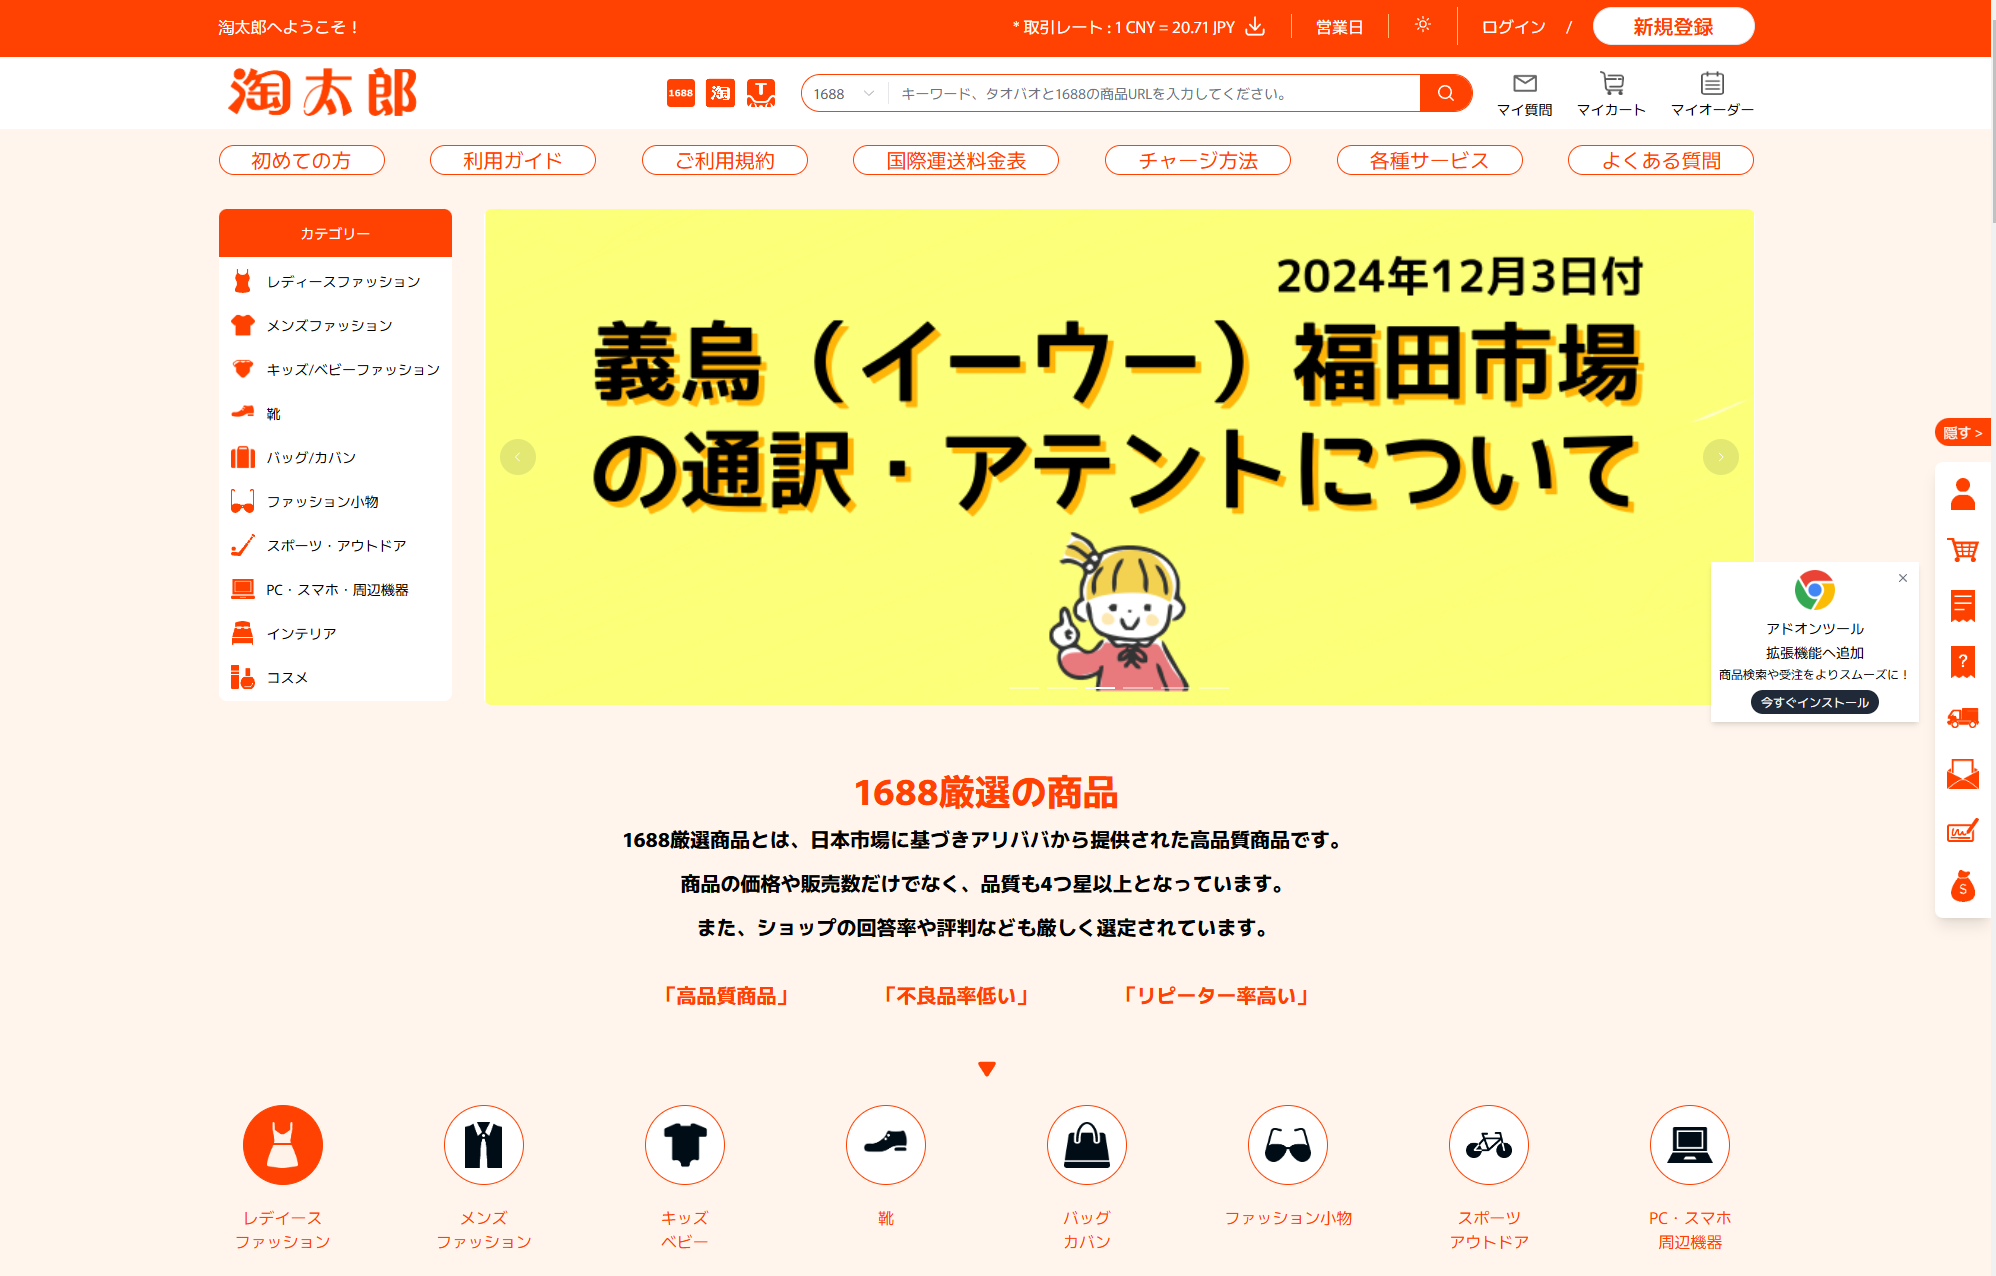 淘太郎へようこそ！
* 取引レート : 1 CNY = 20.71 JPY
営業日
ログイン /
新規登録
淘太郎
1688
淘
T
1688
キーワード、タオバオと1688の商品URLを入力してください。
マイ質問
マイカート
マイオーダー
初めての方
利用ガイド
ご利用規約
国際運送料金表
チャージ方法
各種サービス
よくある質問
カテゴリー
レディースファッション
メンズファッション
キッズ/ベビーファッション
靴
バッグ/カバン
ファッション小物
スポーツ・アウトドア
PC・スマホ・周辺機器
インテリア
コスメ
2024年12月3日付
義烏（イーウー）福田市場
の通訳・アテントについて
隠す >
アドオンツール
拡張機能へ追加
商品検索や受注をよりスムーズに！
今すぐインストール
1688厳選の商品
1688厳選商品とは、日本市場に基づきアリババから提供された高品質商品です。
商品の価格や販売数だけでなく、品質も4つ星以上となっています。
また、ショップの回答率や評判なども厳しく選定されています。
「高品質商品」
「不良品率低い」
「リピーター率高い」
レデイース
ファッション
メンズ
ファッション
キッズ
ベビー
靴
バッグ
カバン
ファッション小物
スポーツ
アウトドア
PC・スマホ
周辺機器